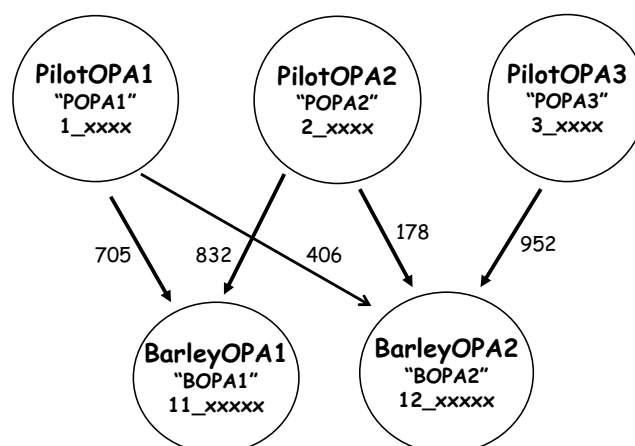 PilotOPA1
“POPA1”
1_xxxx
PilotOPA2
“POPA2”
2_xxxx
PilotOPA3
“POPA3”
3_xxxx
705
832
406
178
952
BarleyOPA1
“BOPA1”
11_xxxxx
BarleyOPA2
“BOPA2”
12_xxxxx